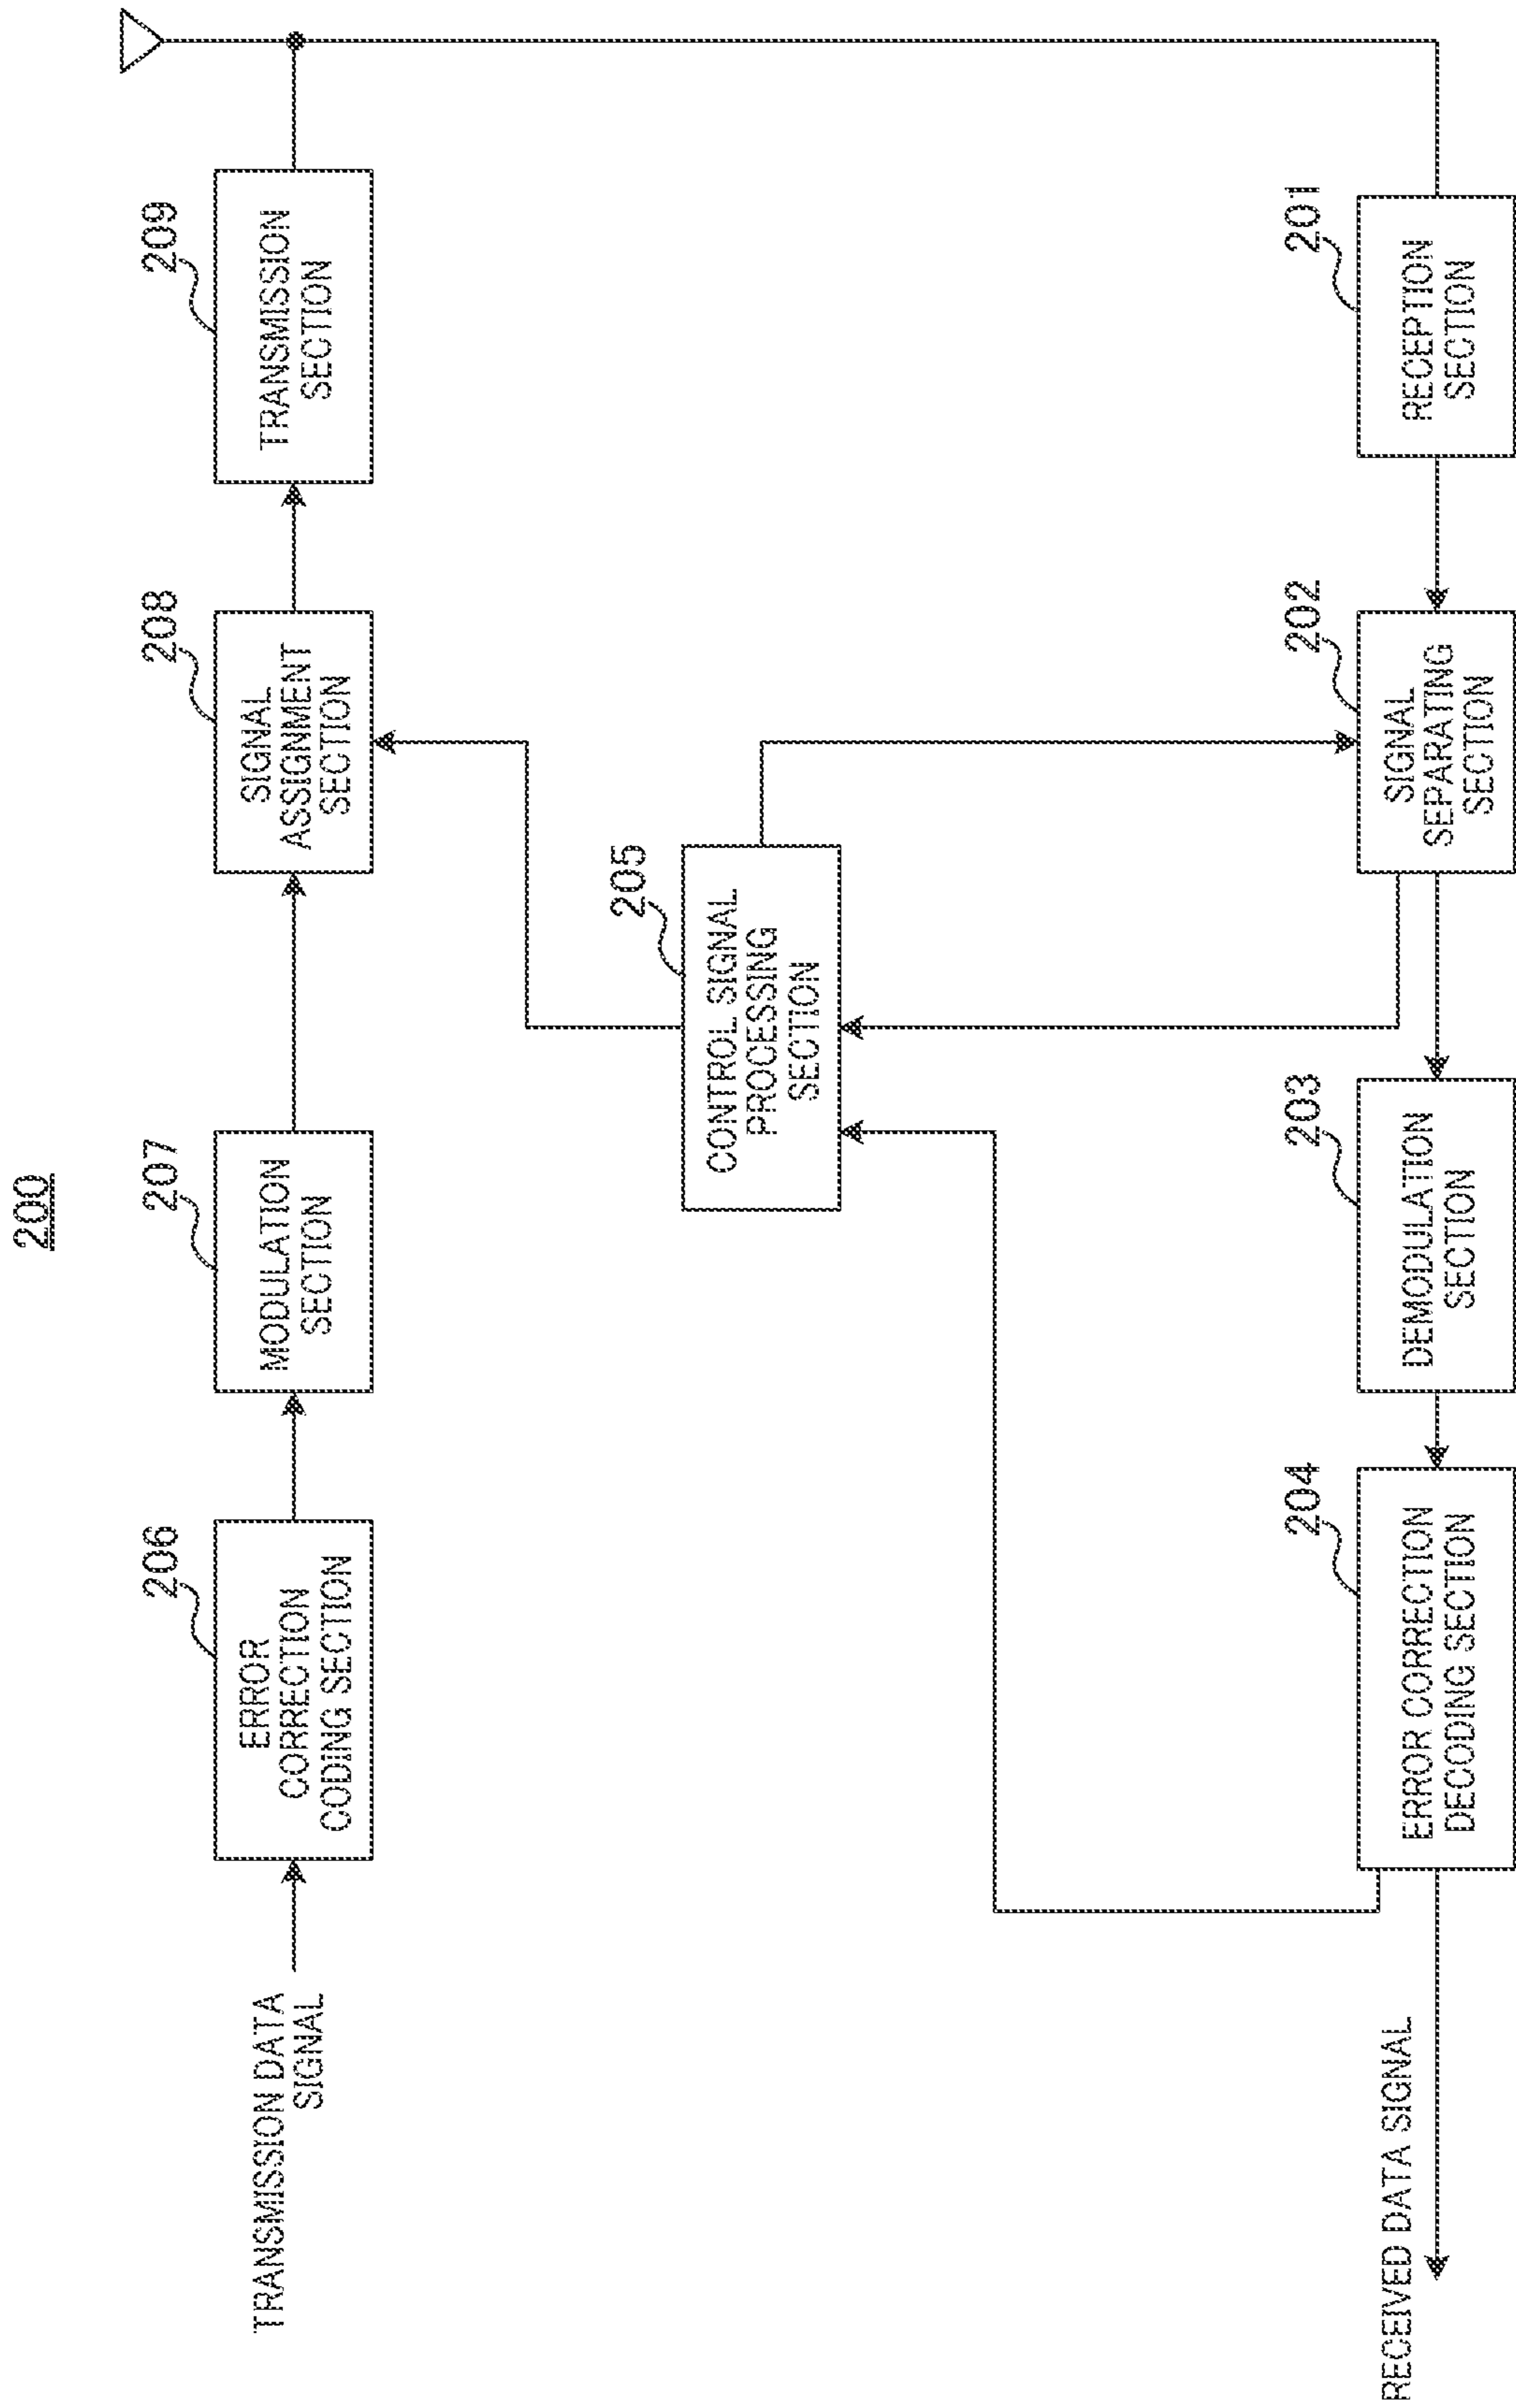 200
TRANSMISSION DATA
SIGNAL
206
ERROR
CORRECTION
CODING SECTION
207
MODULATION
SECTION
208
SIGNAL
ASSIGNMENT
SECTION
209
TRANSMISSION
SECTION
205
CONTROL SIGNAL
PROCESSING
SECTION
RECEIVED DATA SIGNAL
204
ERROR CORRECTION
DECODING SECTION
203
DEMODULATION
SECTION
202
SIGNAL
SEPARATING
SECTION
201
RECEPTION
SECTION